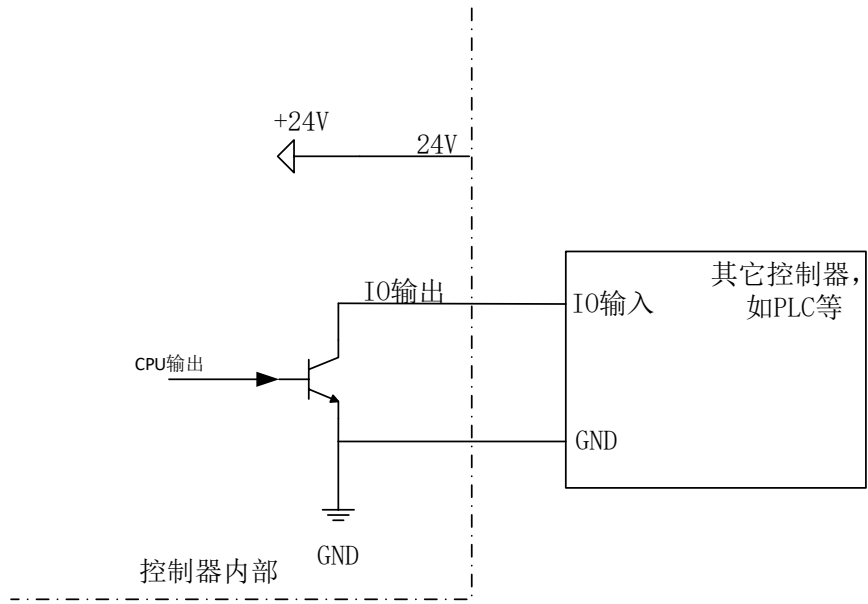 +24V
24V
IO输出
IO输入
其它控制器，
如PLC等
CPU输出
GND
GND
控制器内部